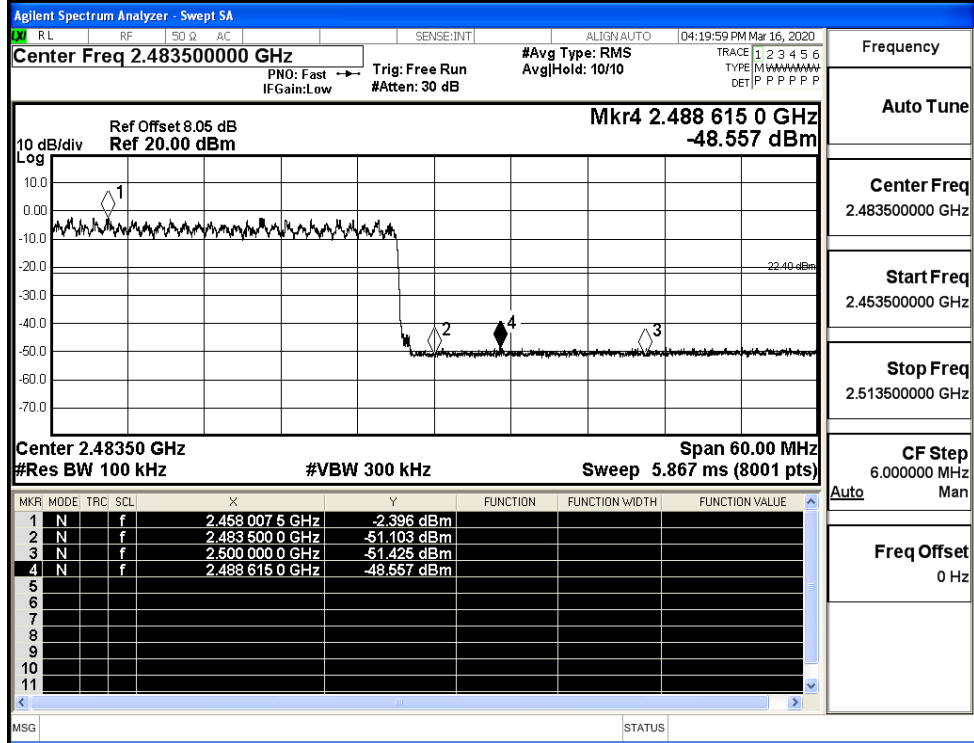 Agilent Spectrum Analyzer - Swept SA
LXI RL RF 50 Ω AC SENSE:INT ALIGNAUTO 04:19:59 PM Mar 16, 2020
Center Freq 2.483500000 GHz
PNO: Fast
IFGain:Low
Trig: Free Run
#Atten: 30 dB
#Avg Type: RMS
Avg|Hold: 10/10
TRACE 1 2 3 4 5 6
TYPE M W W W W W
DET P P P P P P
Mkr4 2.488 615 0 GHz
-48.557 dBm
Ref Offset 8.05 dB
10 dB/div Ref 20.00 dBm
Log
10.0
0.00
-10.0
-20.0
-30.0
-40.0
-50.0
-60.0
-70.0
1
22.40 dBm
2
4
3
Center 2.48350 GHz Span 60.00 MHz
#Res BW 100 kHz #VBW 300 kHz Sweep 5.867 ms (8001 pts)
MKR MODE TRC SCL X Y FUNCTION FUNCTION WIDTH FUNCTION VALUE
1 N f 2.458 007 5 GHz -2.396 dBm
2 N f 2.483 500 0 GHz -51.103 dBm
3 N f 2.500 000 0 GHz -51.425 dBm
4 N f 2.488 615 0 GHz -48.557 dBm
5
6
7
8
9
10
11
MSG STATUS
Frequency
Auto Tune
Center Freq
2.483500000 GHz
Start Freq
2.453500000 GHz
Stop Freq
2.513500000 GHz
CF Step
6.000000 MHz
Auto Man
Freq Offset
0 Hz